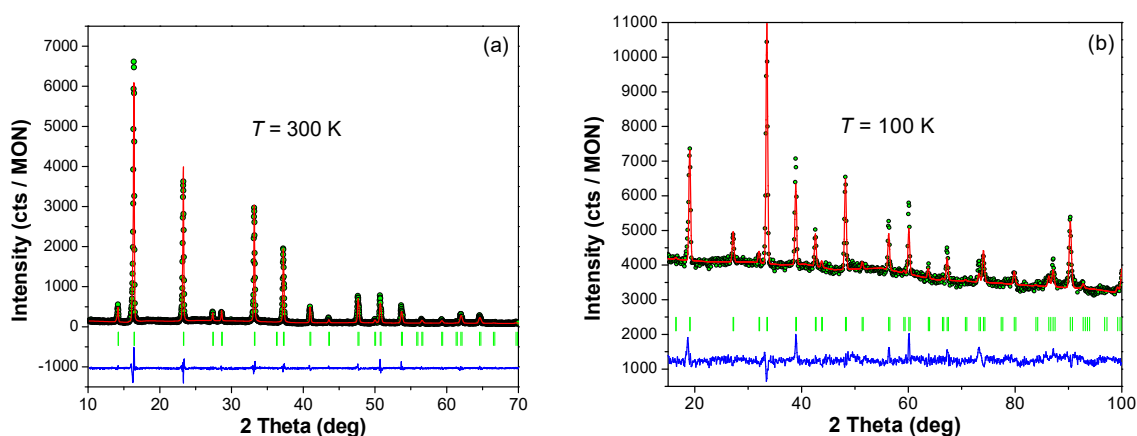 (a)
T = 300 K
Intensity (cts / MON)
7000
6000
5000
4000
3000
2000
1000
0
-1000
10 20 30 40 50 60 70
2 Theta (deg)
(b)
T = 100 K
Intensity (cts / MON)
11000
10000
9000
8000
7000
6000
5000
4000
3000
2000
1000
20 40 60 80 100
2 Theta (deg)